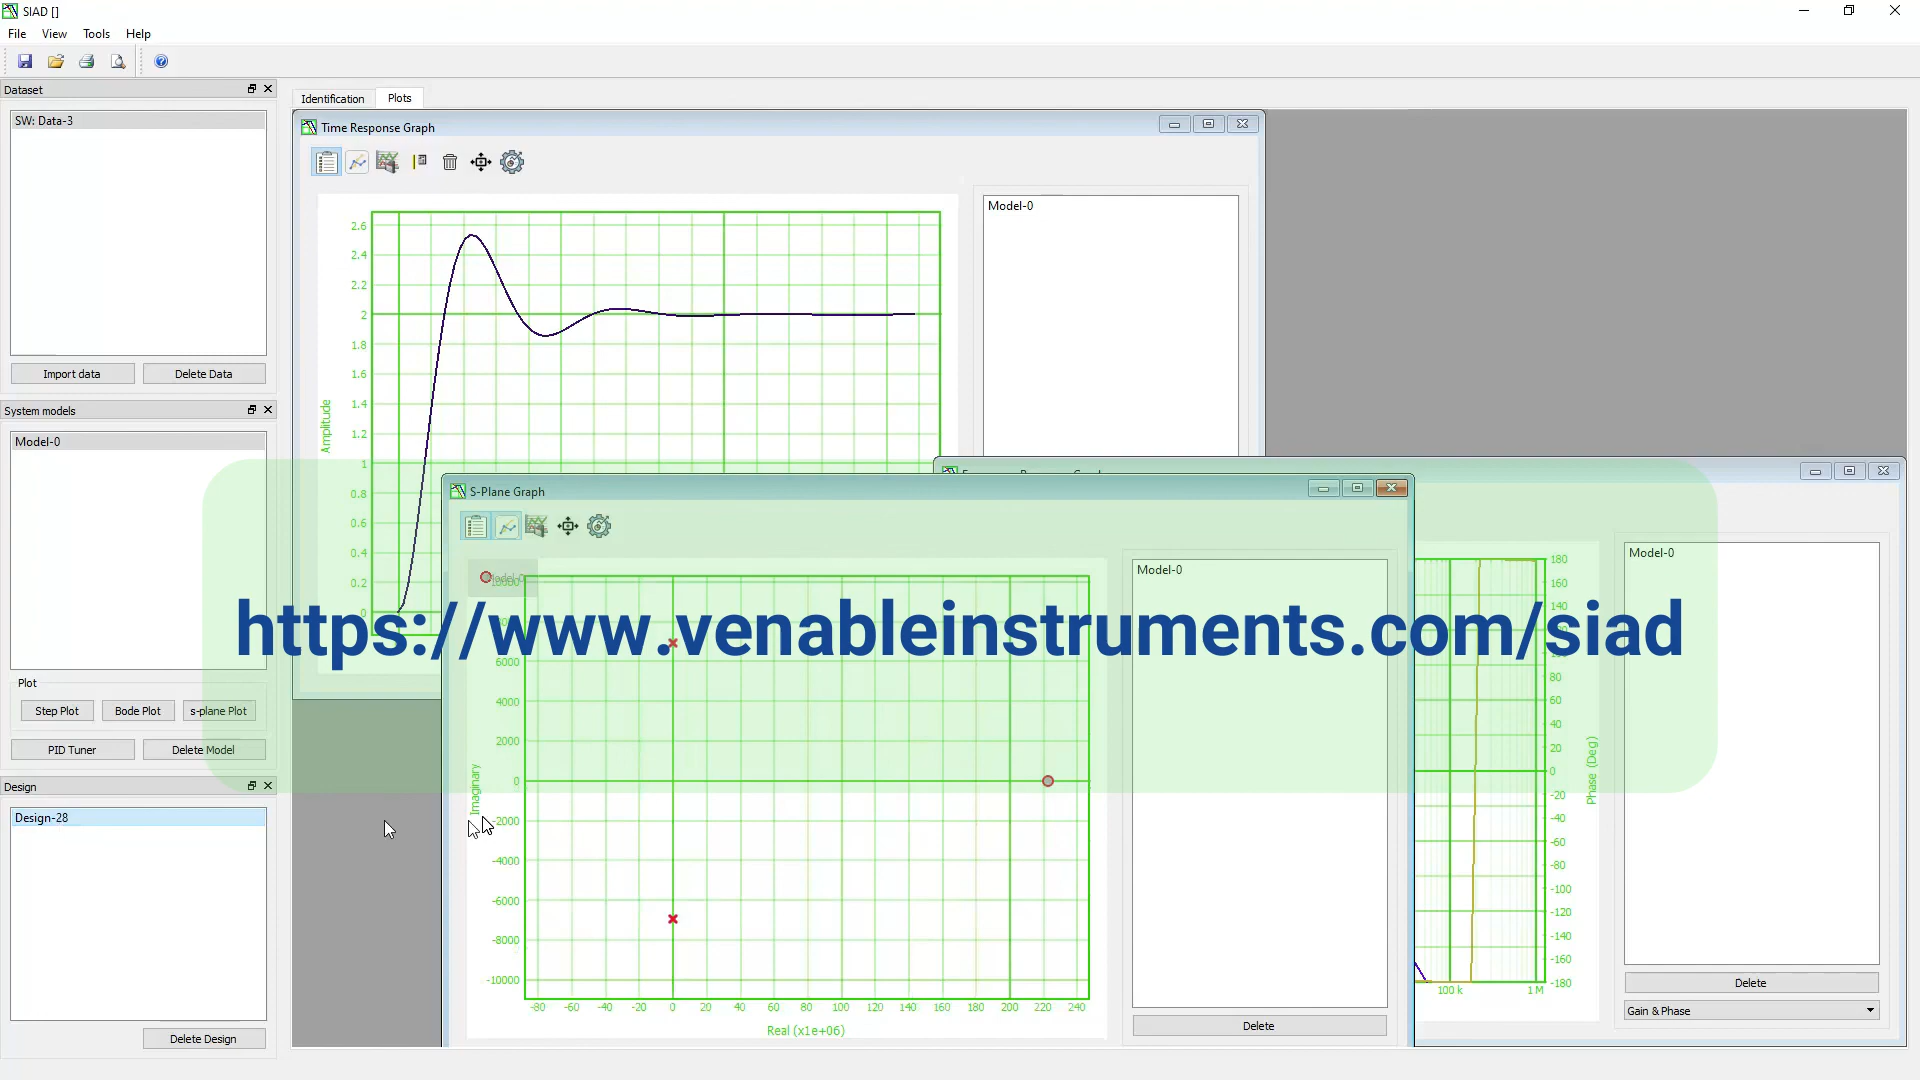 SIAD []
File View Tools Help
Dataset
SW: Data-3
Import data Delete Data
System models
Model-0
Plot
Step Plot Bode Plot s-plane Plot
PID Tuner Delete Model
Design
Design-28
Delete Design
Identification Plots
Time Response Graph
2.6
2.4
2.2
2
1.8
1.6
1.4
1.2
1
0.8
0.6
0.4
0.2
0
Amplitude
Model-0
S-Plane Graph
Model-0
10000
6000
4000
2000
0
-2000
-4000
-6000
-8000
-10000
Imaginary
-80 -60 -40 -20 0 20 40 60 80 100 120 140 160 180 200 220 240
Real (x1e+06)
Model-0
Delete
180
160
140
80
60
40
20
0
-20
-40
-60
-80
-100
-120
-140
-160
-180
Phase (Deg)
100 k 1 M
Model-0
Delete
Gain & Phase
https://www.venableinstruments.com/siad